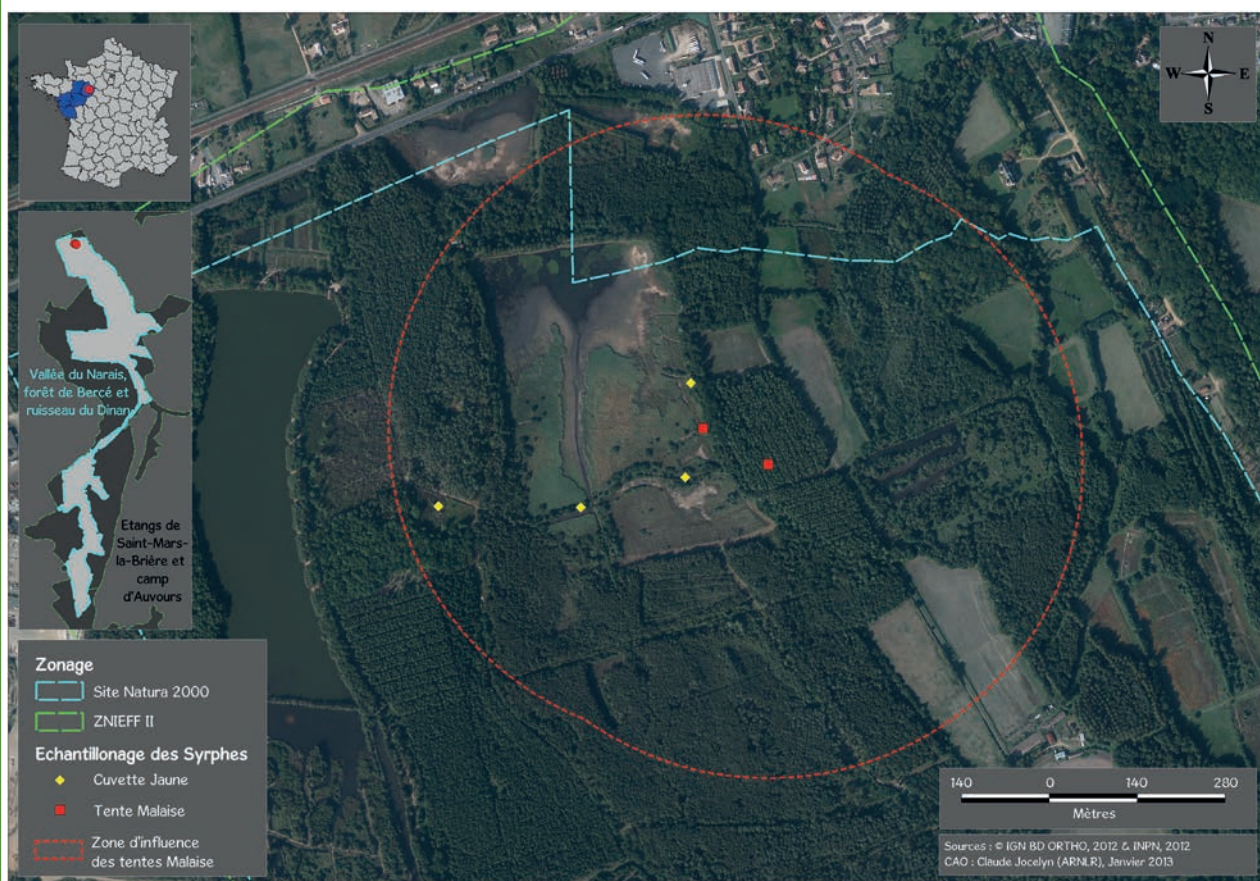 N
W E
S
Vallée du Narais,
forêt de Bercé et
ruisseau du Dinan
Etangs de
Saint-Mars-
la-Brière et
camp
d'Auvours
Zonage
Site Natura 2000
ZNIEFF II
Echantillonage des Syrphes
Cuvette Jaune
Tente Malaise
Zone d'influence
des tentes Malaise
140 0 140 280
Mètres
Sources : © IGN BD ORTHO, 2012 & INPN, 2012
CAO : Claude Jocelyn (ARNLR), Janvier 2013